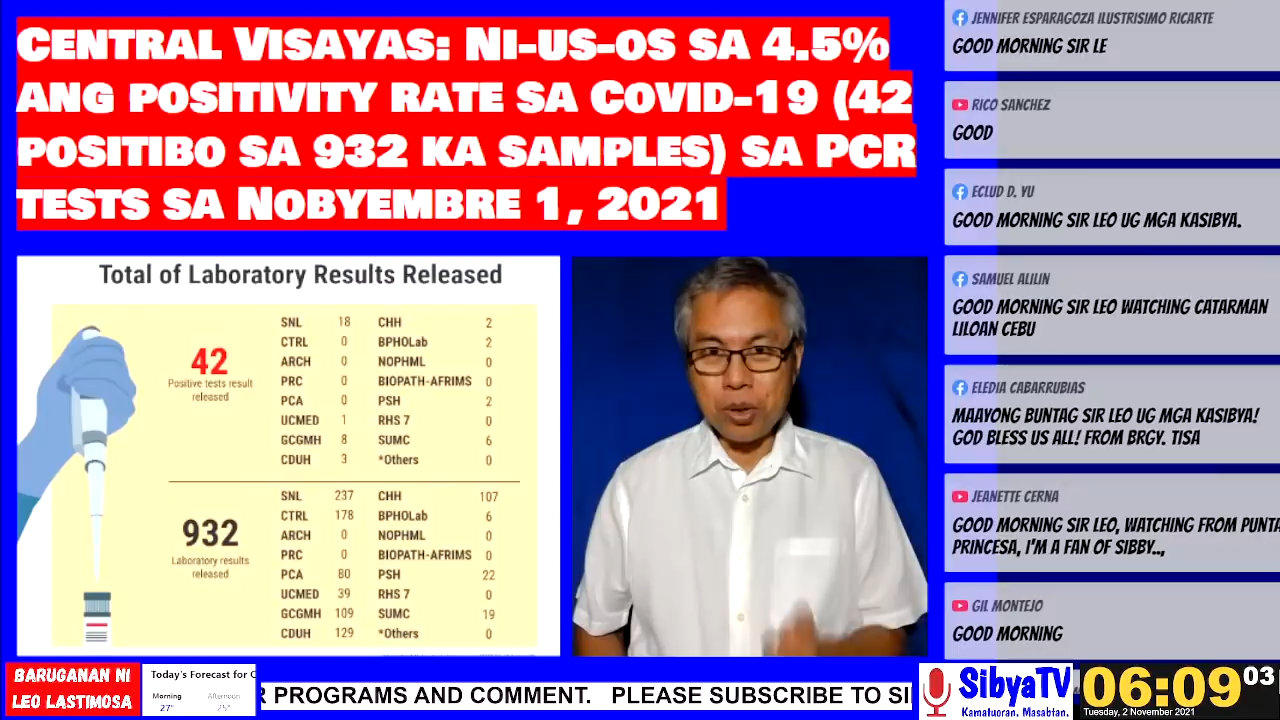 Central Visayas: Ni-us-os sa 4.5%
ang positivity rate sa Covid-19 (42
positibo sa 932 ka samples) sa PCR
tests sa Nobyembre 1, 2021
Total of Laboratory Results Released
42
Positive tests result
released
SNL 18 CHH 2
CTRL 0 BPHOLab 2
ARCH 0 NOPHML 0
PRC 0 BIOPATH-AFRIMS 0
PCA 0 PSH 2
UCMED 1 RHS 7 0
GCGMH 8 SUMC 6
CDUH 3 *Others 0
932
Laboratory results
released
SNL 237 CHH 107
CTRL 178 BPHOLab 6
ARCH 0 NOPHML 0
PRC 0 BIOPATH-AFRIMS 0
PCA 80 PSH 22
UCMED 39 RHS 7 0
GCGMH 109 SUMC 19
CDUH 129 *Others 0
JENNIFER ESPARAGOZA ILUSTRISIMO RICARTE
GOOD MORNING SIR LE
RICO SANCHEZ
GOOD
ECLUD D. YU
GOOD MORNING SIR LEO UG MGA KASIBYA.
SAMUEL ALILIN
GOOD MORNING SIR LEO WATCHING CATARMAN
LILOAN CEBU
ELEDIA CABARRUBIAS
MAAYONG BUNTAG SIR LEO UG MGA KASIBYA!
GOD BLESS US ALL! FROM BRGY. TISA
JEANETTE CERNA
GOOD MORNING SIR LEO, WATCHING FROM PUNTA
PRINCESA, I'M A FAN OF SIBBY..,
GIL MONTEJO
GOOD MORNING
BARUGANAN NI
LEO LASTIMOSA
Today's Forecast for C
Morning Afternoon
27° 25°
R PROGRAMS AND COMMENT. PLEASE SUBSCRIBE TO SI
SibyaTV
Kamatuoran. Masabtan.
06:09 03
Tuesday, 2 November 2021